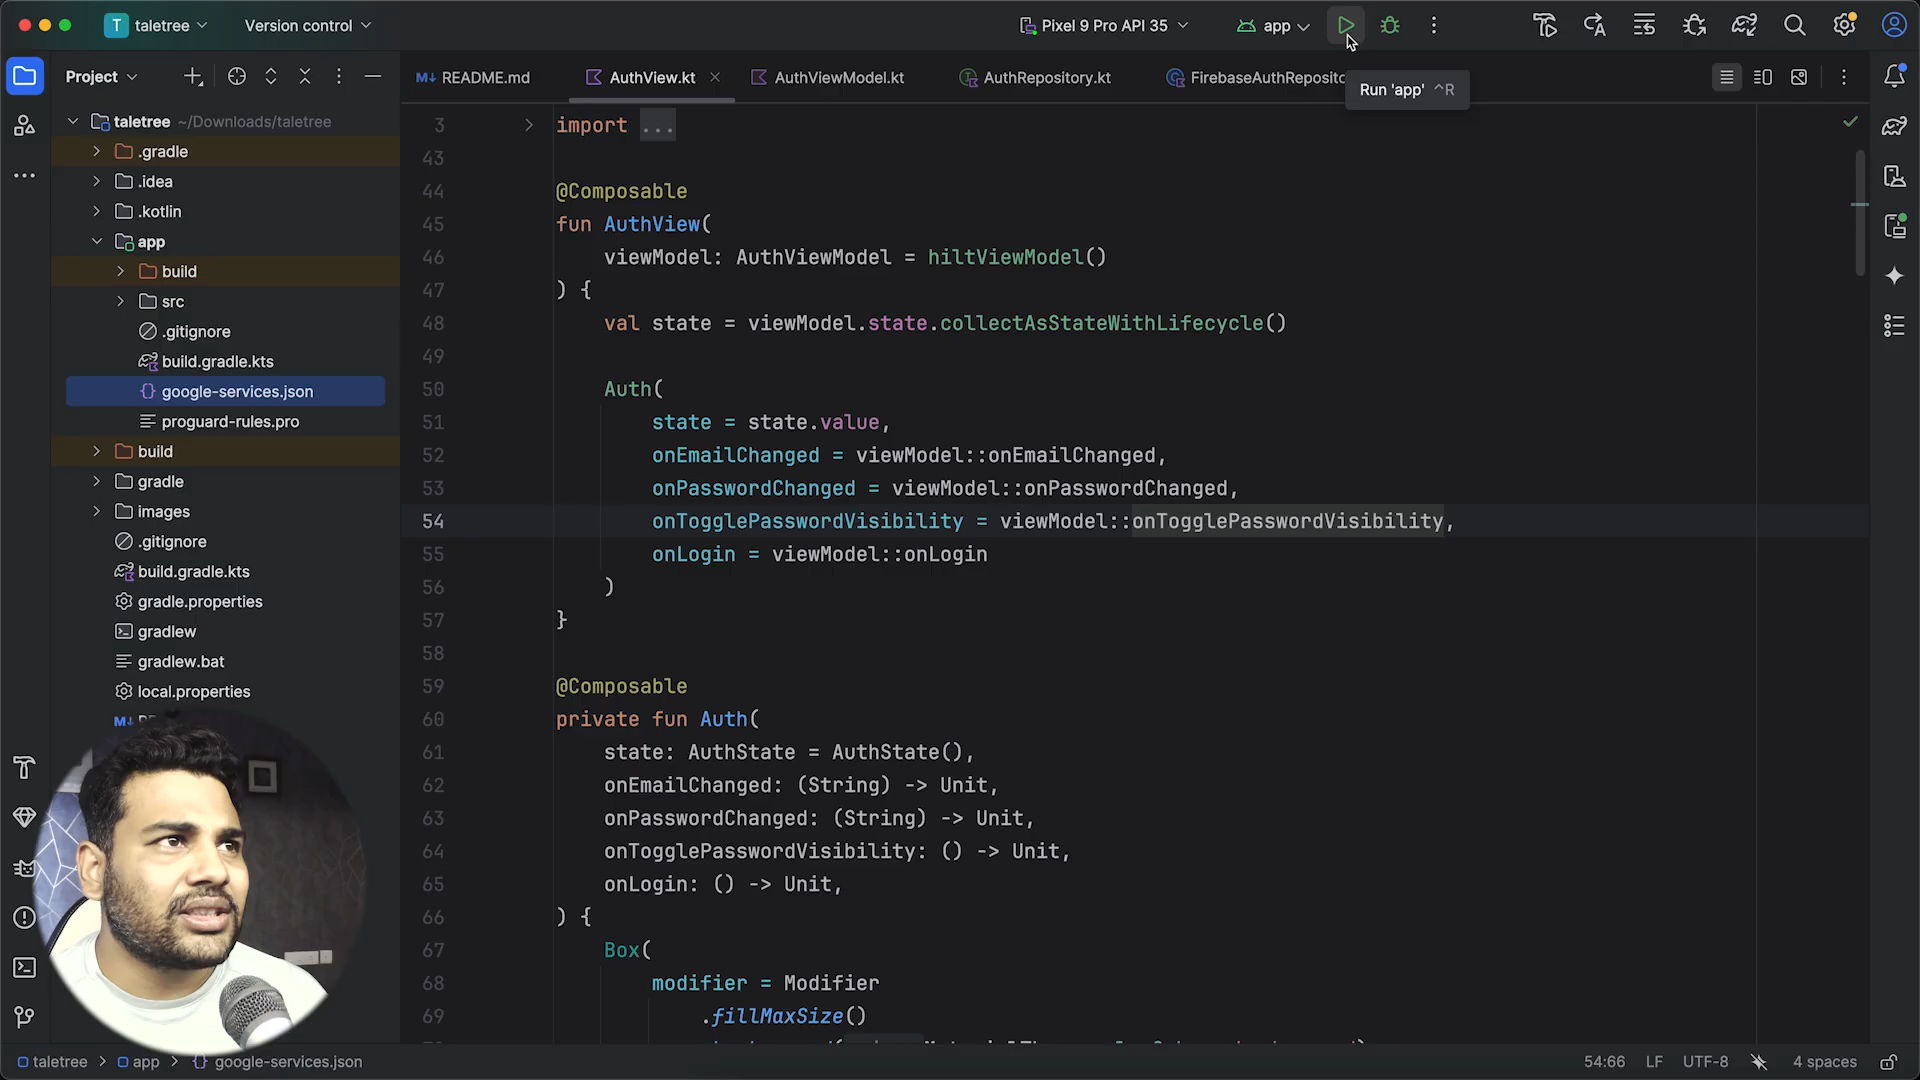 T taletree
Version control
Pixel 9 Pro API 35
app
Project
M↓ README.md
AuthView.kt
AuthViewModel.kt
AuthRepository.kt
FirebaseAuthReposito
Run 'app' ^R
taletree ~/Downloads/taletree
.gradle
.idea
.kotlin
app
build
src
.gitignore
build.gradle.kts
google-services.json
proguard-rules.pro
build
gradle
images
.gitignore
build.gradle.kts
gradle.properties
gradlew
gradlew.bat
local.properties
M↓
3 import ...
43
44 @Composable
45 fun AuthView(
46 viewModel: AuthViewModel = hiltViewModel()
47 ) {
48 val state = viewModel.state.collectAsStateWithLifecycle()
49
50 Auth(
51 state = state.value,
52 onEmailChanged = viewModel::onEmailChanged,
53 onPasswordChanged = viewModel::onPasswordChanged,
54 onTogglePasswordVisibility = viewModel::onTogglePasswordVisibility,
55 onLogin = viewModel::onLogin
56 )
57 }
58
59 @Composable
60 private fun Auth(
61 state: AuthState = AuthState(),
62 onEmailChanged: (String) -> Unit,
63 onPasswordChanged: (String) -> Unit,
64 onTogglePasswordVisibility: () -> Unit,
65 onLogin: () -> Unit,
66 ) {
67 Box(
68 modifier = Modifier
69 .fillMaxSize()
taletree > app > google-services.json
54:66 LF UTF-8 4 spaces